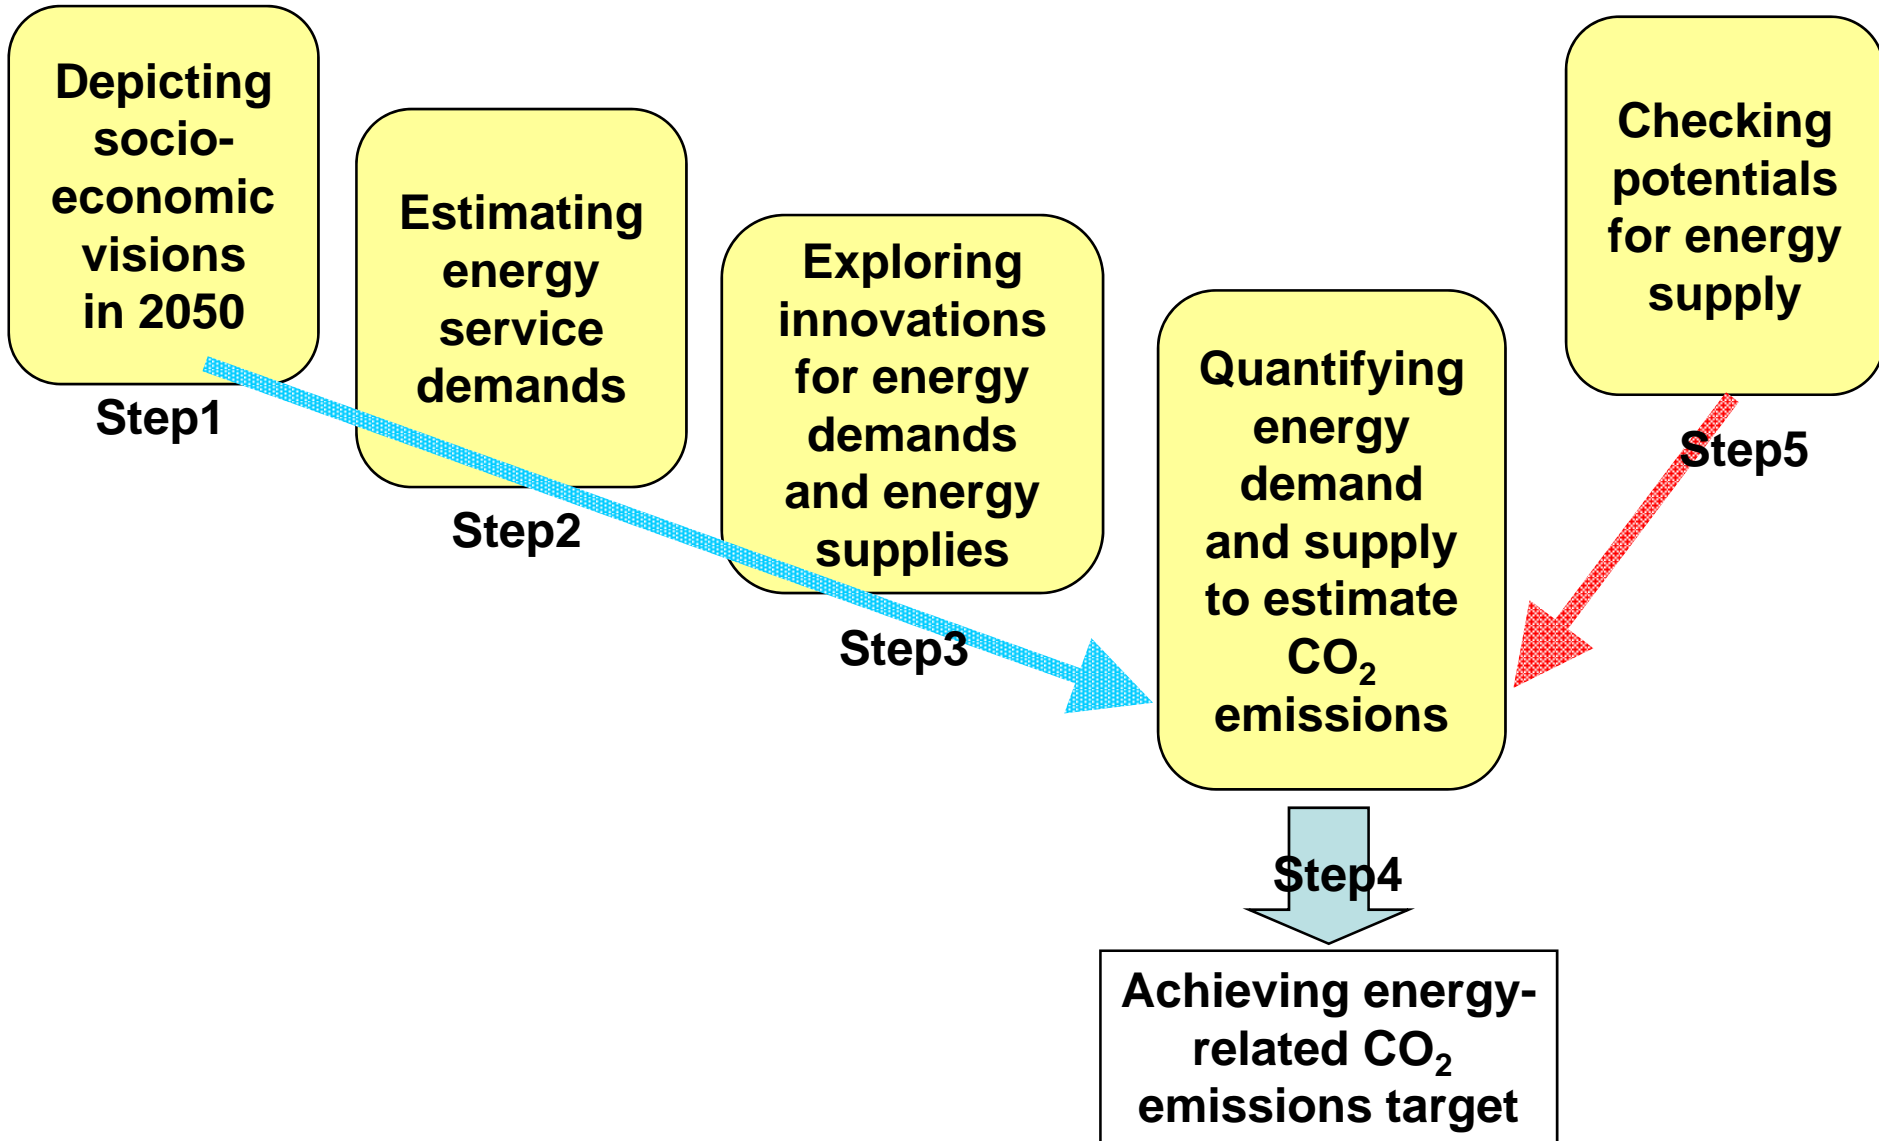 Depicting
socio-
economic
visions
in 2050
Step1
Estimating
energy
service
demands
Step2
Exploring
innovations
for energy
demands
and energy
supplies
Step3
Quantifying
energy
demand
and supply
to estimate
CO₂
emissions
Step4
Checking
potentials
for energy
supply
Step5
Achieving energy-
related CO₂
emissions target